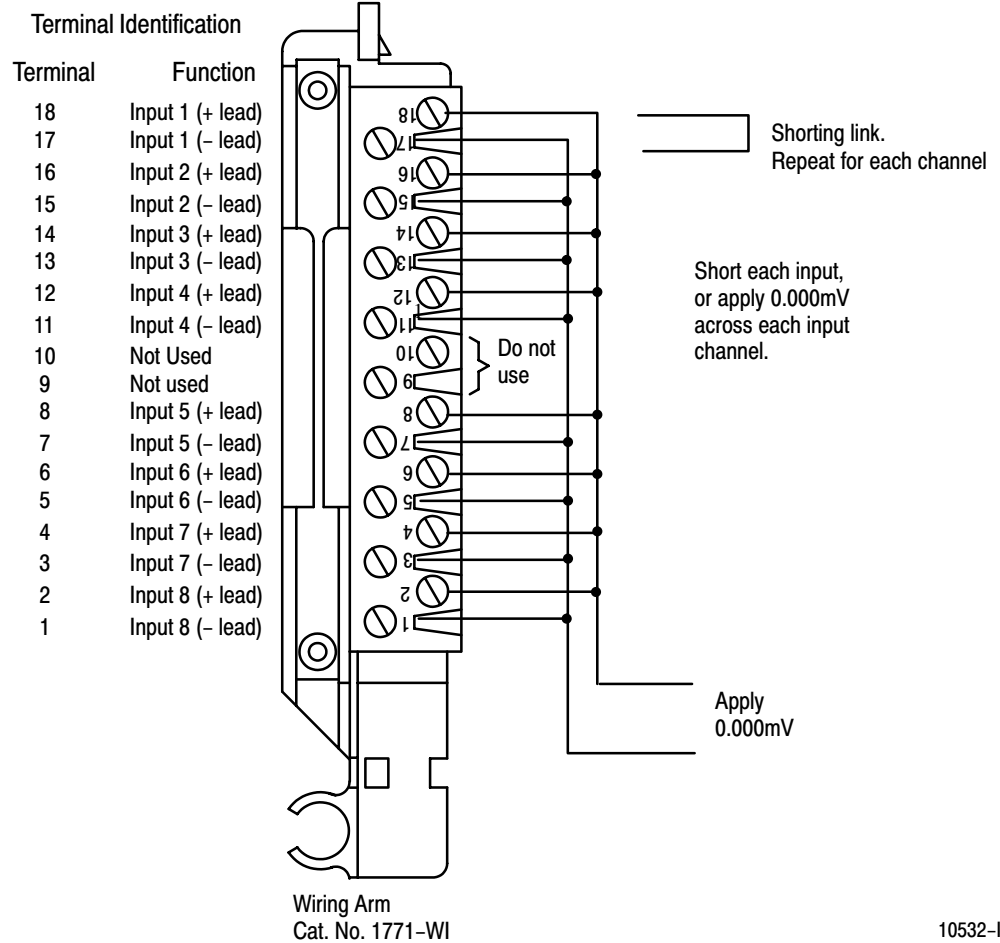 Terminal Identification
Terminal Function
18 Input 1 (+ lead)
17 Input 1 (– lead)
16 Input 2 (+ lead)
15 Input 2 (– lead)
14 Input 3 (+ lead)
13 Input 3 (– lead)
12 Input 4 (+ lead)
11 Input 4 (– lead)
10 Not Used
9 Not used
8 Input 5 (+ lead)
7 Input 5 (– lead)
6 Input 6 (+ lead)
5 Input 6 (– lead)
4 Input 7 (+ lead)
3 Input 7 (– lead)
2 Input 8 (+ lead)
1 Input 8 (– lead)
18
17
16
15
14
13
12
11
10
9
8
7
6
5
4
3
2
1
Do not
use
Shorting link.
Repeat for each channel
Short each input,
or apply 0.000mV
across each input
channel.
Apply
0.000mV
Wiring Arm
Cat. No. 1771–WI
10532–I